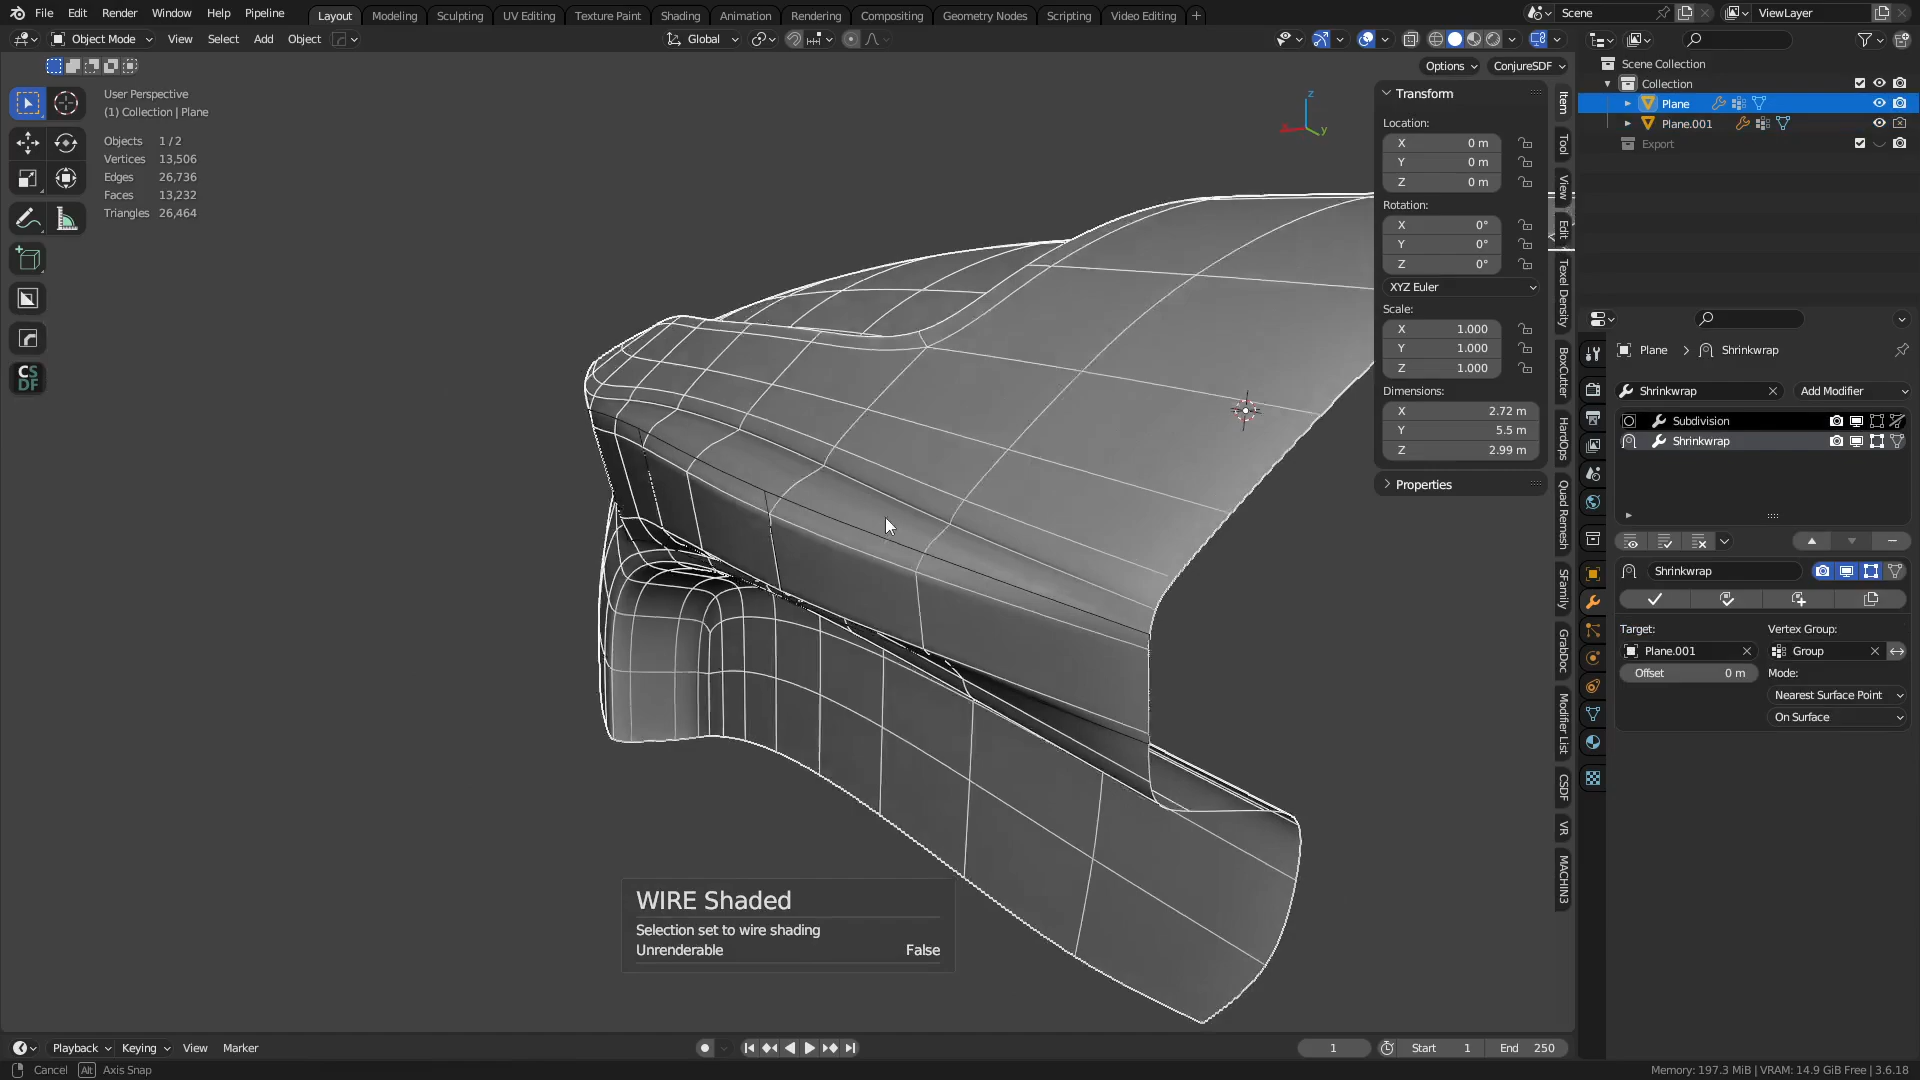 File Edit Render Window Help Pipeline Layout Modeling Sculpting UV Editing Texture Paint Shading Animation Rendering Compositing Geometry Nodes Scripting Video Editing + Scene ViewLayer
Object Mode View Select Add Object Global
Options ConjureSDF
User Perspective
(1) Collection | Plane
Objects 1 / 2
Vertices 13,506
Edges 26,736
Faces 13,232
Triangles 26,464
CS
DF
Z
Y
Transform
Location:
X 0 m
Y 0 m
Z 0 m
Rotation:
X 0°
Y 0°
Z 0°
XYZ Euler
Scale:
X 1.000
Y 1.000
Z 1.000
Dimensions:
X 2.72 m
Y 5.5 m
Z 2.99 m
Properties
Item
Tool
View
Edit
Texel Density
BoxCutter
HardOps
Quad Remesh
SFamily
GrabDoc
Modifier List
CSDF
VR
MACHIN3
Scene Collection
Collection
Plane
Plane.001
Export
Plane Shrinkwrap
Shrinkwrap Add Modifier
Subdivision
Shrinkwrap
Shrinkwrap
Target: Vertex Group:
Plane.001 Group
Offset 0 m Mode:
Nearest Surface Point
On Surface
WIRE Shaded
Selection set to wire shading
Unrenderable False
Playback Keying View Marker 1 Start 1 End 250
Cancel Alt Axis Snap Memory: 197.3 MiB | VRAM: 14.9 GiB Free | 3.6.18